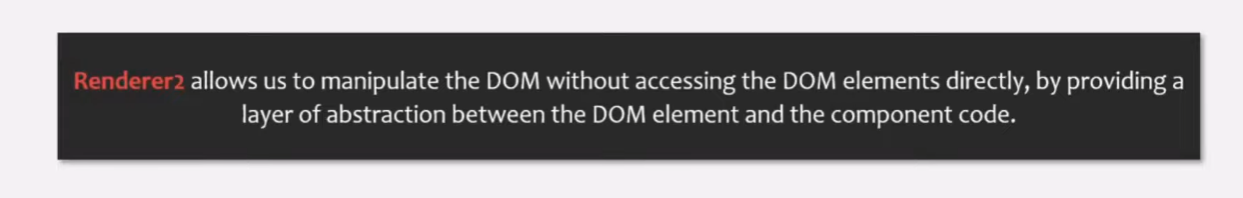 Renderer2 allows us to manipulate the DOM without accessing the DOM elements directly, by providing a
layer of abstraction between the DOM element and the component code.